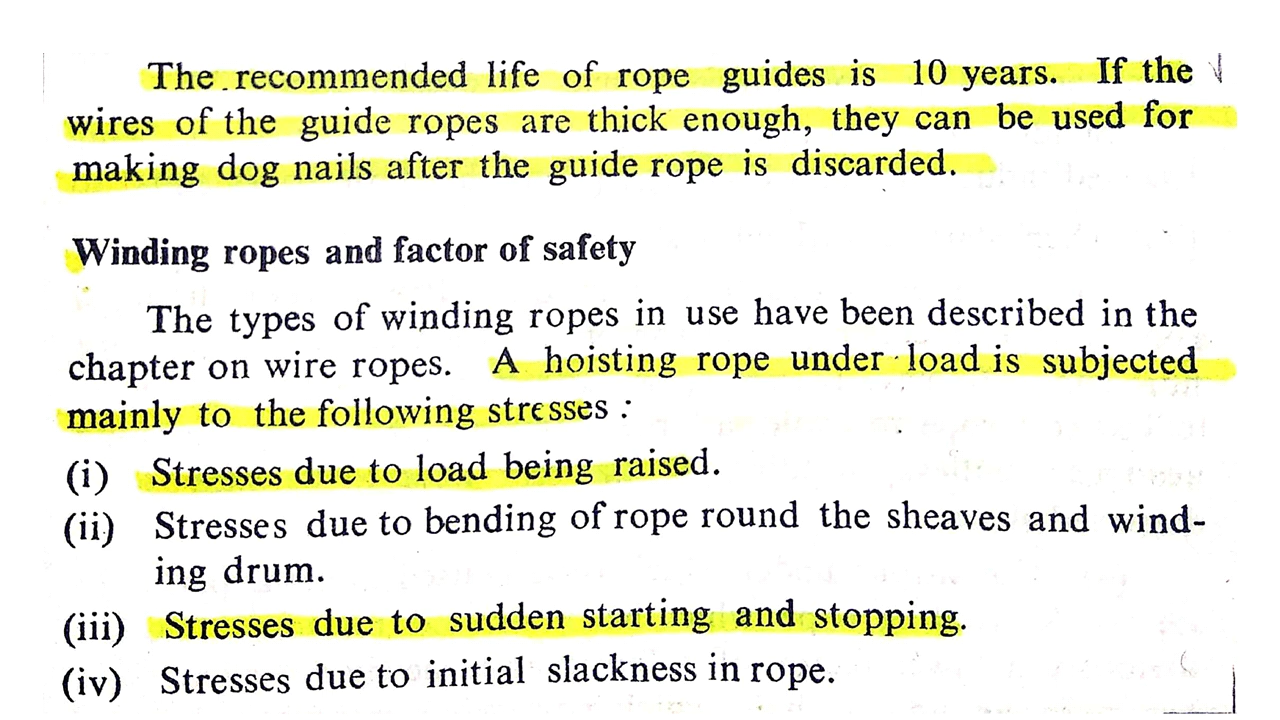 The recommended life of rope guides is 10 years. If the
wires of the guide ropes are thick enough, they can be used for
making dog nails after the guide rope is discarded.
Winding ropes and factor of safety
The types of winding ropes in use have been described in the
chapter on wire ropes. A hoisting rope under load is subjected
mainly to the following stresses :
(i) Stresses due to load being raised.
(ii) Stresses due to bending of rope round the sheaves and wind-
ing drum.
(iii) Stresses due to sudden starting and stopping.
(iv) Stresses due to initial slackness in rope.